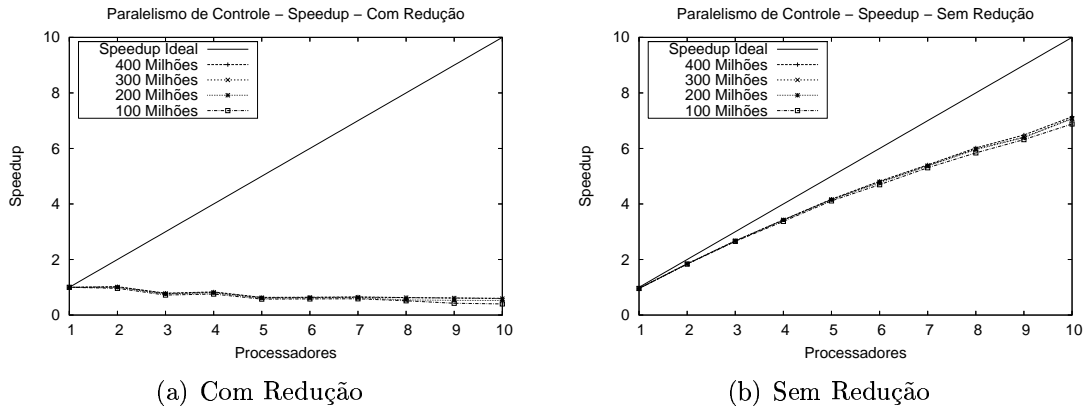 Paralelismo de Controle – Speedup – Com Redução
10
8
6
4
2
0
Speedup
Speedup Ideal
400 Milhões
300 Milhões
200 Milhões
100 Milhões
1 2 3 4 5 6 7 8 9 10
Processadores
(a) Com Redução
Paralelismo de Controle – Speedup – Sem Redução
10
8
6
4
2
0
Speedup
Speedup Ideal
400 Milhões
300 Milhões
200 Milhões
100 Milhões
1 2 3 4 5 6 7 8 9 10
Processadores
(b) Sem Redução